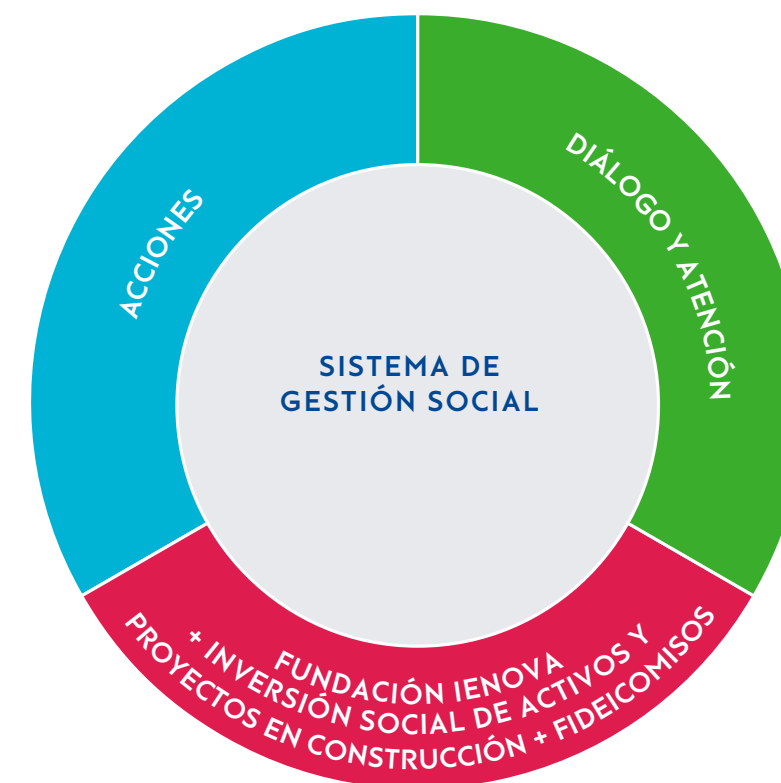 ACCIONES
DIÁLOGO Y ATENCIÓN
SISTEMA DE
GESTIÓN SOCIAL
FUNDACIÓN IENOVA
+ INVERSIÓN SOCIAL DE ACTIVOS Y
PROYECTOS EN CONSTRUCCIÓN + FIDEICOMISOS